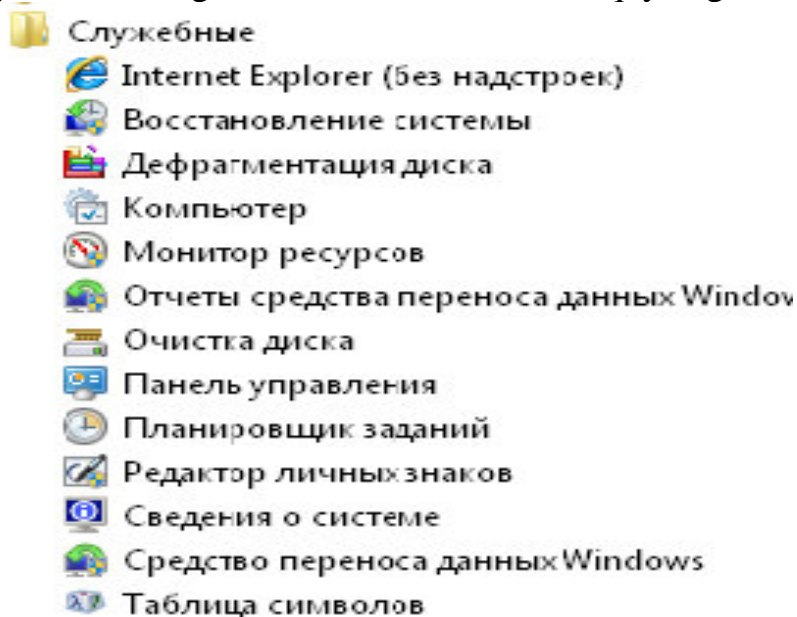 Служебные
Internet Explorer (без надстроек)
Восстановление системы
Дефрагментация диска
Компьютер
Монитор ресурсов
Отчеты средства переноса данных Window
Очистка диска
Панель управления
Планировщик заданий
Редактор личных знаков
Сведения о системе
Средство переноса данных Windows
Таблица символов